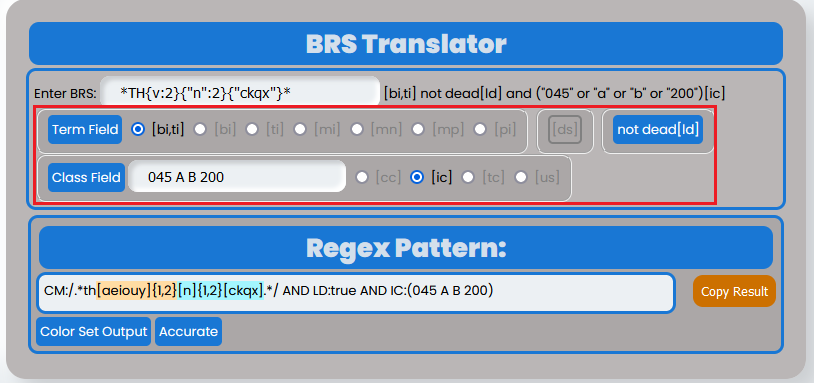 BRS Translator
Enter BRS: *TH{v:2}{"n":2}{"ckqx"}* [bi,ti] not dead[ld] and ("045" or "a" or "b" or "200")[ic]
Term Field [bi,ti] [bi] [ti] [mi] [mn] [mp] [pi] [ds] not dead[ld]
Class Field 045 A B 200 [cc] [ic] [tc] [us]
Regex Pattern:
CM:/.*th[aeiouy]{1,2}[n]{1,2}[ckqx].*/ AND LD:true AND IC:(045 A B 200) Copy Result
Color Set Output Accurate